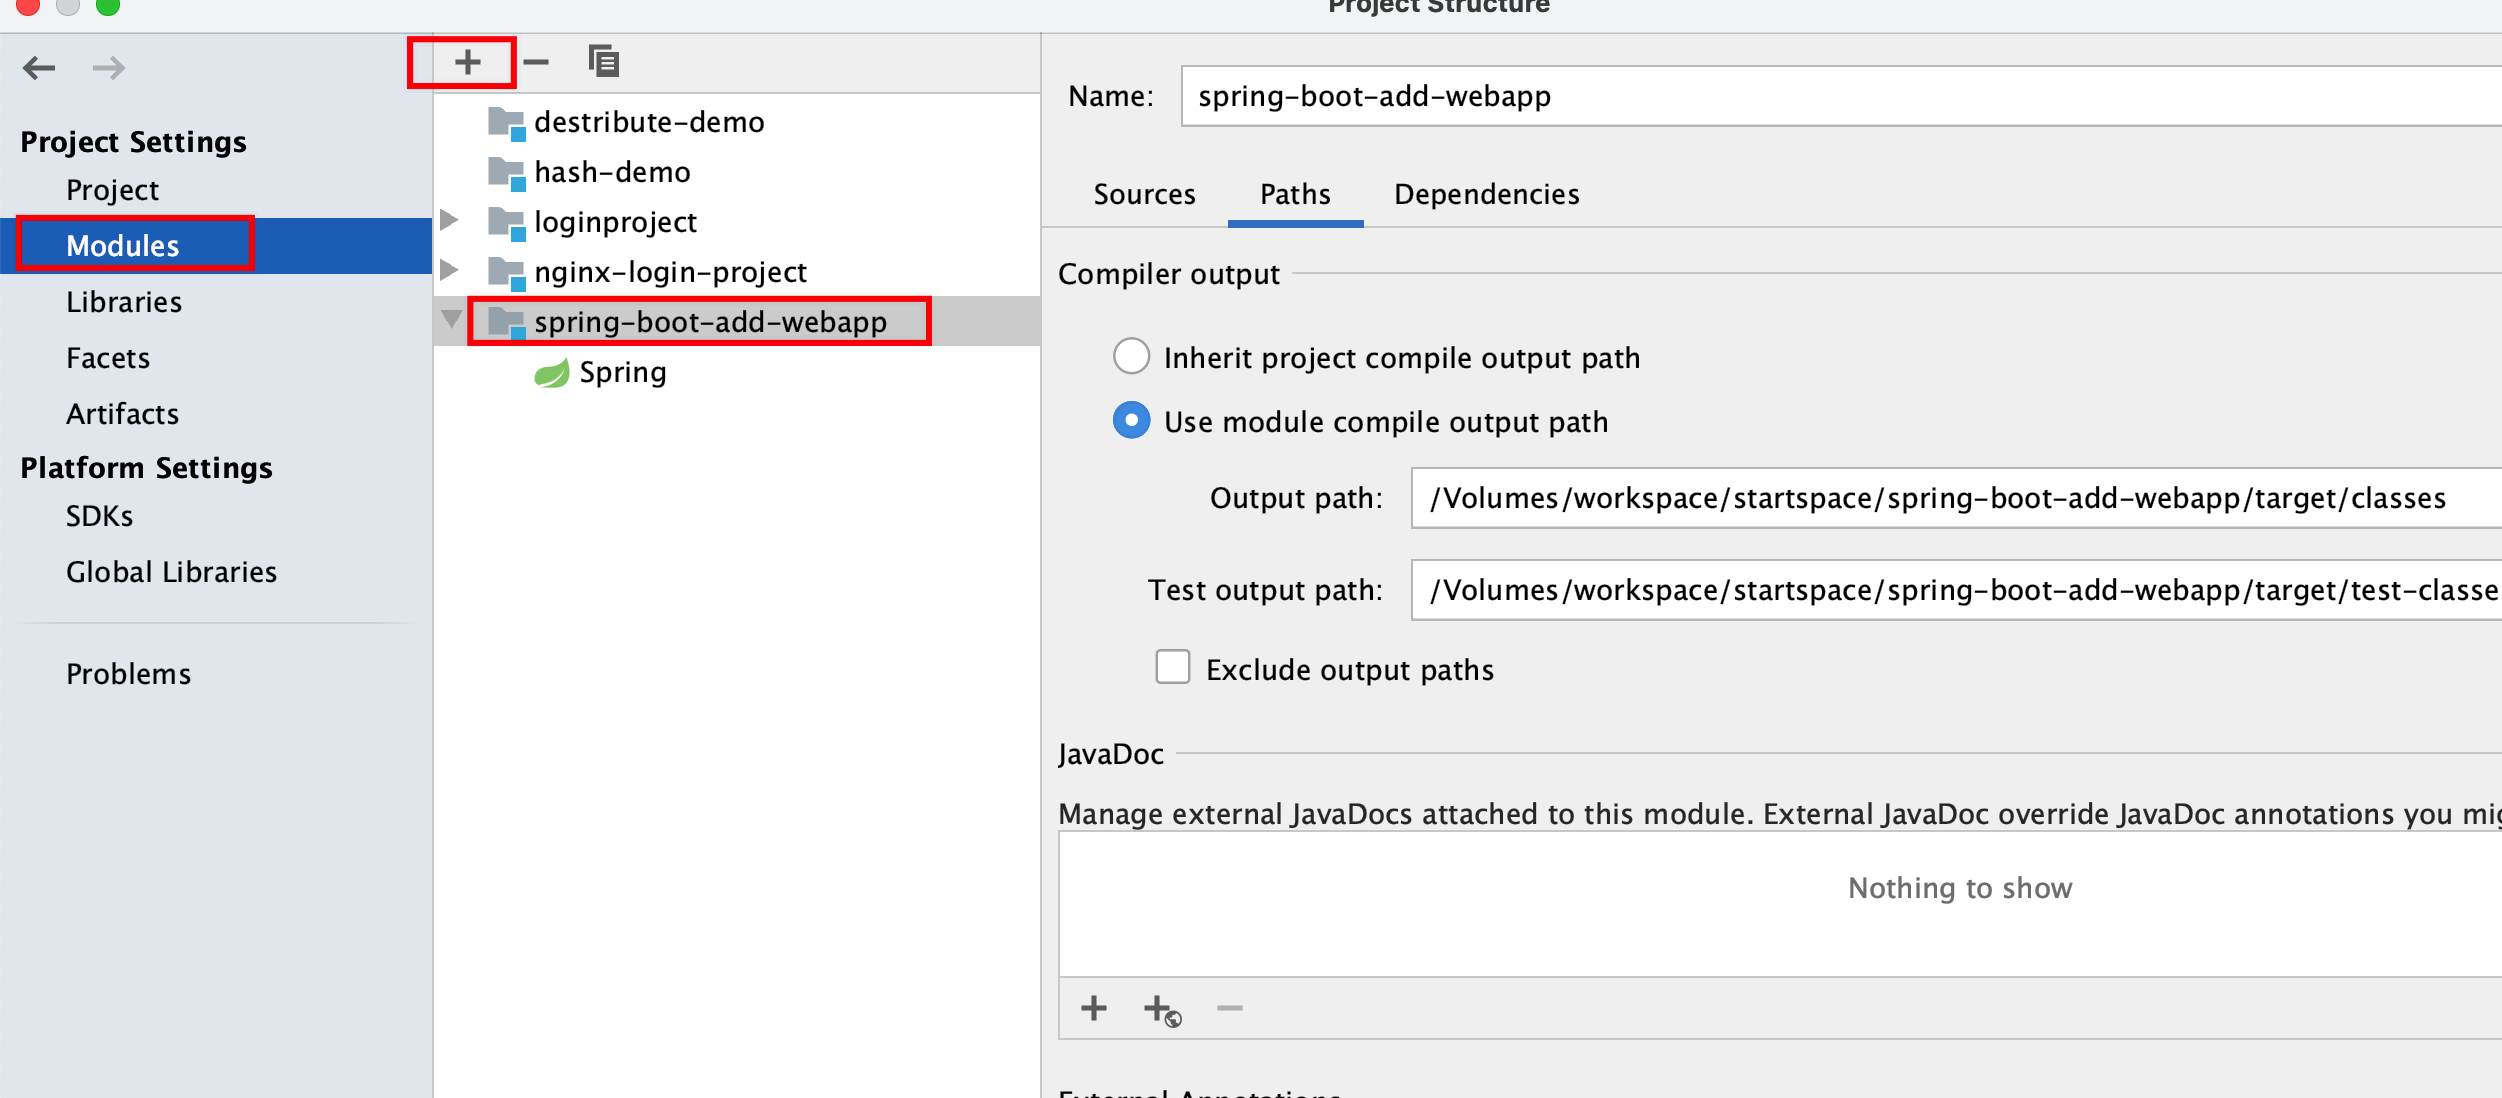 Project Structure
Project Settings
Project
Modules
Libraries
Facets
Artifacts
Platform Settings
SDKs
Global Libraries
Problems
destribute-demo
hash-demo
loginproject
nginx-login-project
spring-boot-add-webapp
Spring
Name: spring-boot-add-webapp
Sources Paths Dependencies
Compiler output
Inherit project compile output path
Use module compile output path
Output path: /Volumes/workspace/startspace/spring-boot-add-webapp/target/classes
Test output path: /Volumes/workspace/startspace/spring-boot-add-webapp/target/test-classe
Exclude output paths
JavaDoc
Manage external JavaDocs attached to this module. External JavaDoc override JavaDoc annotations you mig
Nothing to show
External Annotations